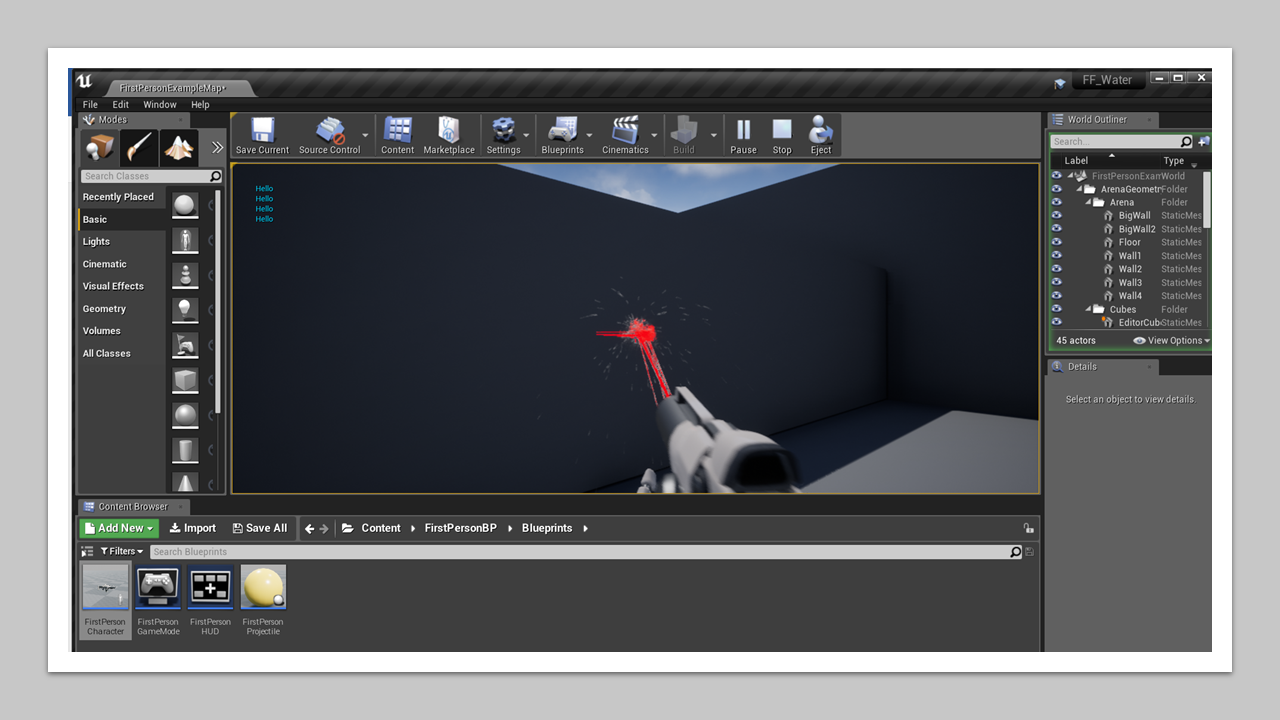 FirstPersonExampleMap•
FF_Water
File Edit Window Help
Modes
Search Classes
Recently Placed
Basic
Lights
Cinematic
Visual Effects
Geometry
Volumes
All Classes
Save Current Source Control Content Marketplace Settings Blueprints Cinematics Build Pause Stop Eject
Hello
Hello
Hello
Hello
World Outliner
Search...
Label Type
FirstPersonExam World
ArenaGeometr Folder
Arena Folder
BigWall StaticMes
BigWall2 StaticMes
Floor StaticMes
Wall1 StaticMes
Wall2 StaticMes
Wall3 StaticMes
Wall4 StaticMes
Cubes Folder
EditorCub StaticMes
45 actors View Options
Details
Select an object to view details.
Content Browser
Add New Import Save All Content FirstPersonBP Blueprints
Filters Search Blueprints
FirstPerson
Character
FirstPerson
GameMode
FirstPerson
HUD
FirstPerson
Projectile